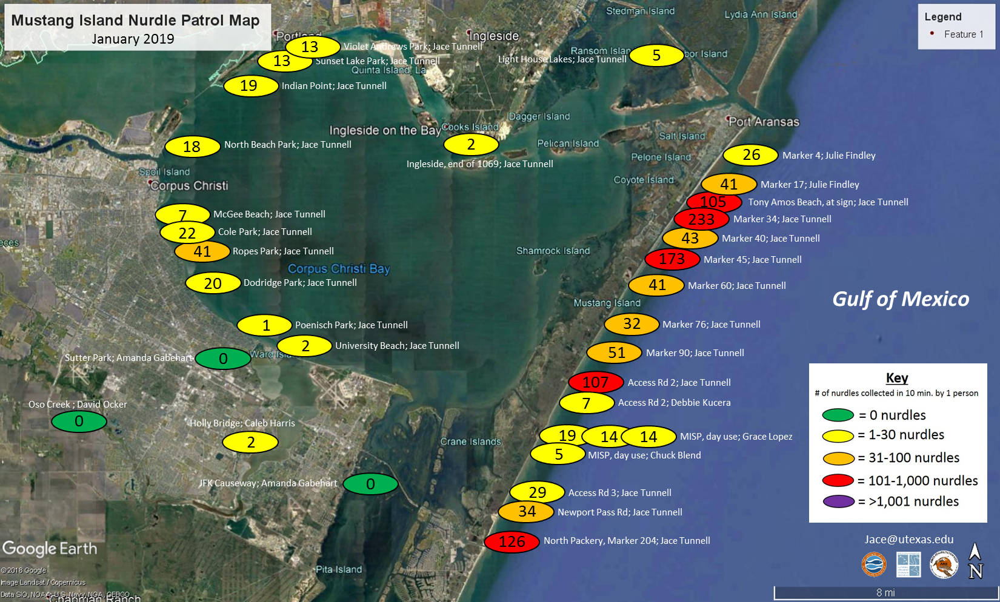 Mustang Island Nurdle Patrol Map
January 2019
Legend
Feature 1
Stedman Island
Lydia Ann Island
Portland
Ingleside
13 Violet Andrews Park; Jace Tunnell
13 Sunset Lake Park; Jace Tunnell
Quinta Island, La
Ransom Islan
Light House Lakes; Jace Tunnell 5
bor Island
19 Indian Point; Jace Tunnell
Dagger Island
Port Aransas
Ingleside on the Bay
Cooks Island
Salt Island
18 North Beach Park; Jace Tunnell
2
Pelican Island
Ingleside, end of 1069; Jace Tunnell
Pelone Island
26 Marker 4; Julie Findley
Spoil Island
Corpus Christi
Coyote Island
41 Marker 17; Julie Findley
105 Tony Amos Beach, at sign; Jace Tunnell
7 McGee Beach; Jace Tunnell
233 Marker 34; Jace Tunnell
22 Cole Park; Jace Tunnell
43 Marker 40; Jace Tunnell
eces
41 Ropes Park; Jace Tunnell
Shamrock Island
173 Marker 45; Jace Tunnell
Corpus Christi Bay
20 Dodridge Park; Jace Tunnell
41 Marker 60; Jace Tunnell
Mustang Island
Gulf of Mexico
1 Poenisch Park; Jace Tunnell
32 Marker 76; Jace Tunnell
2 University Beach; Jace Tunnell
Sutter Park; Amanda Gabehart 0
Ward Isla
51 Marker 90; Jace Tunnell
107 Access Rd 2; Jace Tunnell
7 Access Rd 2; Debbie Kucera
Oso Creek ; David Ocker
0
Holly Bridge; Caleb Harris
2
Crane Islands
19 14 14 MISP, day use; Grace Lopez
5 MISP, day use; Chuck Blend
JFK Causeway; Amanda Gabehart 0
29 Access Rd 3; Jace Tunnell
34 Newport Pass Rd; Jace Tunnell
126 North Packery, Marker 204; Jace Tunnell
Pita Island
Key
# of nurdles collected in 10 min. by 1 person
= 0 nurdles
= 1-30 nurdles
= 31-100 nurdles
= 101-1,000 nurdles
= >1,001 nurdles
Jace@utexas.edu
N
8 mi
Google Earth
©2018 Google
Image Landsat / Copernicus
Data SIO, NOAA, U.S. Navy, NGA, GEBCO
Chapman Ranch